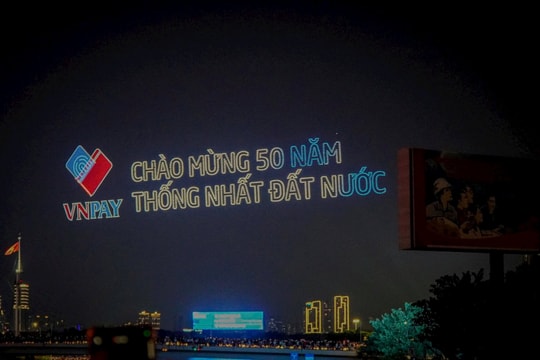 CHÀO MỪNG 50 NĂM
THỐNG NHẤT ĐẤT NƯỚC
VNPAY